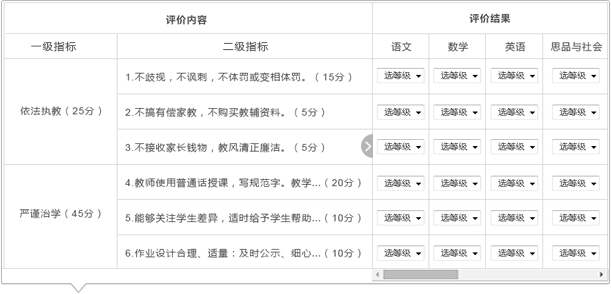 评价内容 评价结果
一级指标 二级指标 语文 数学 英语 思品与社会
依法执教（25分）
1.不歧视，不讽刺，不体罚或变相体罚。（15分） 选等级 选等级 选等级 选等级
2.不搞有偿家教，不购买教辅资料。（5分） 选等级 选等级 选等级 选等级
3.不接收家长钱物，教风清正廉洁。（5分） 选等级 选等级 选等级 选等级
严谨治学（45分）
4.教师使用普通话授课，写规范字。教学...（20分） 选等级 选等级 选等级 选等级
5.能够关注学生差异，适时给予学生帮助...（10分） 选等级 选等级 选等级 选等级
6.作业设计合理、适量；及时公示、细心...（10分） 选等级 选等级 选等级 选等级